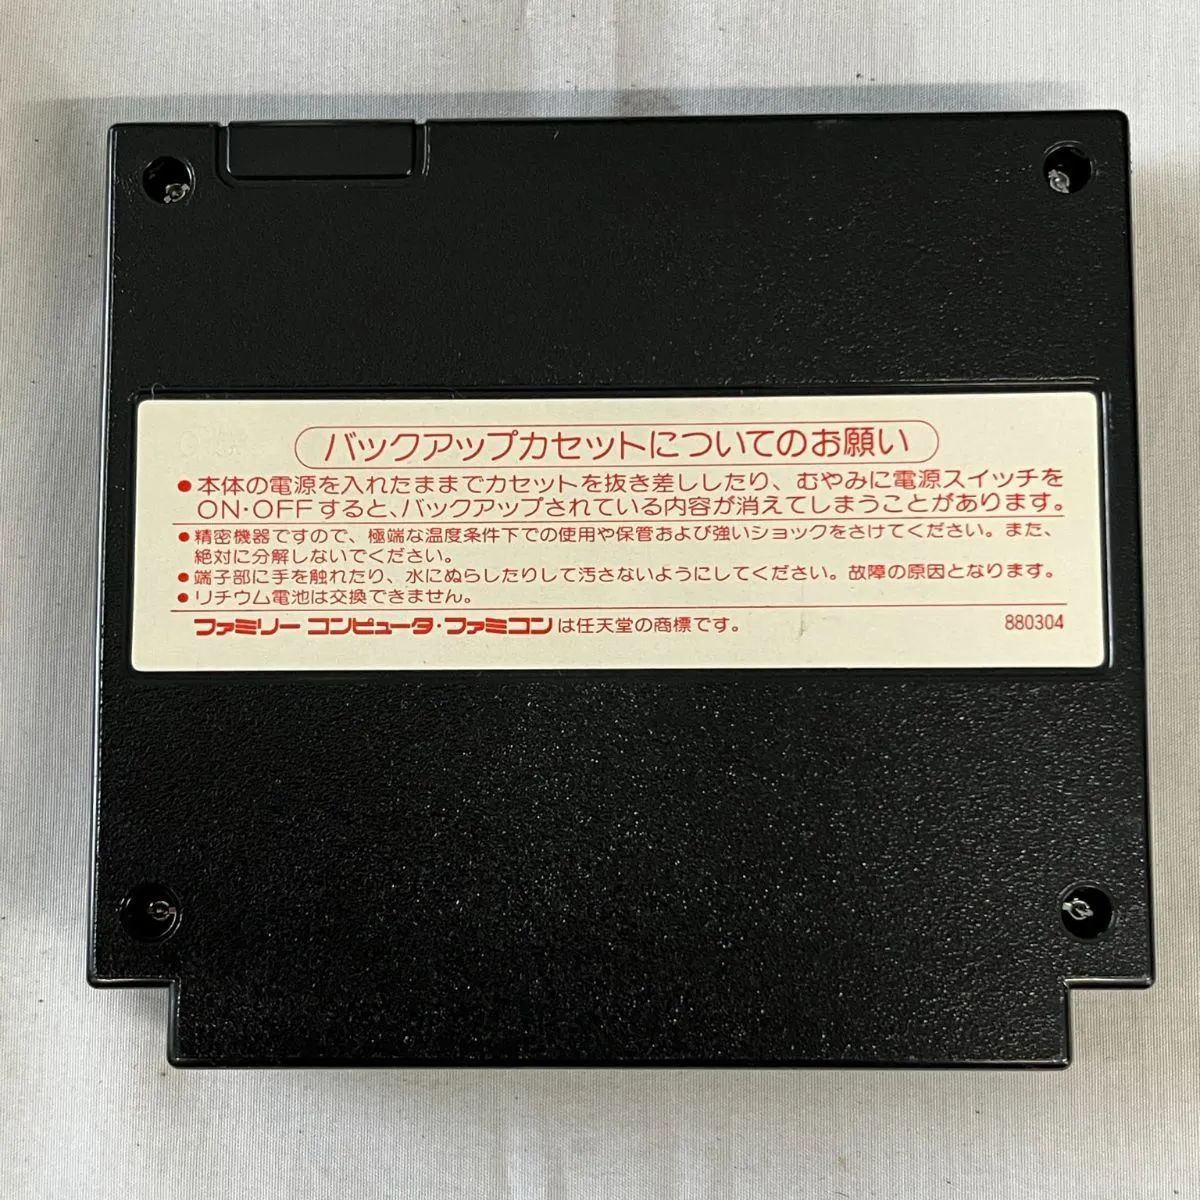 バックアップカセットについてのお願い
●本体の電源を入れたままでカセットを抜き差ししたり、むやみに電源スイッチを
ON・OFFすると、バックアップされている内容が消えてしまうことがあります。
●精密機器ですので、極端な温度条件下での使用や保管および強いショックをさけてください。また、
絶対に分解しないでください。
●端子部に手を触れたり、水にぬらしたりして汚さないようにしてください。故障の原因となります。
●リチウム電池は交換できません。
ファミリーコンピュータ・ファミコンは任天堂の商標です。 880304